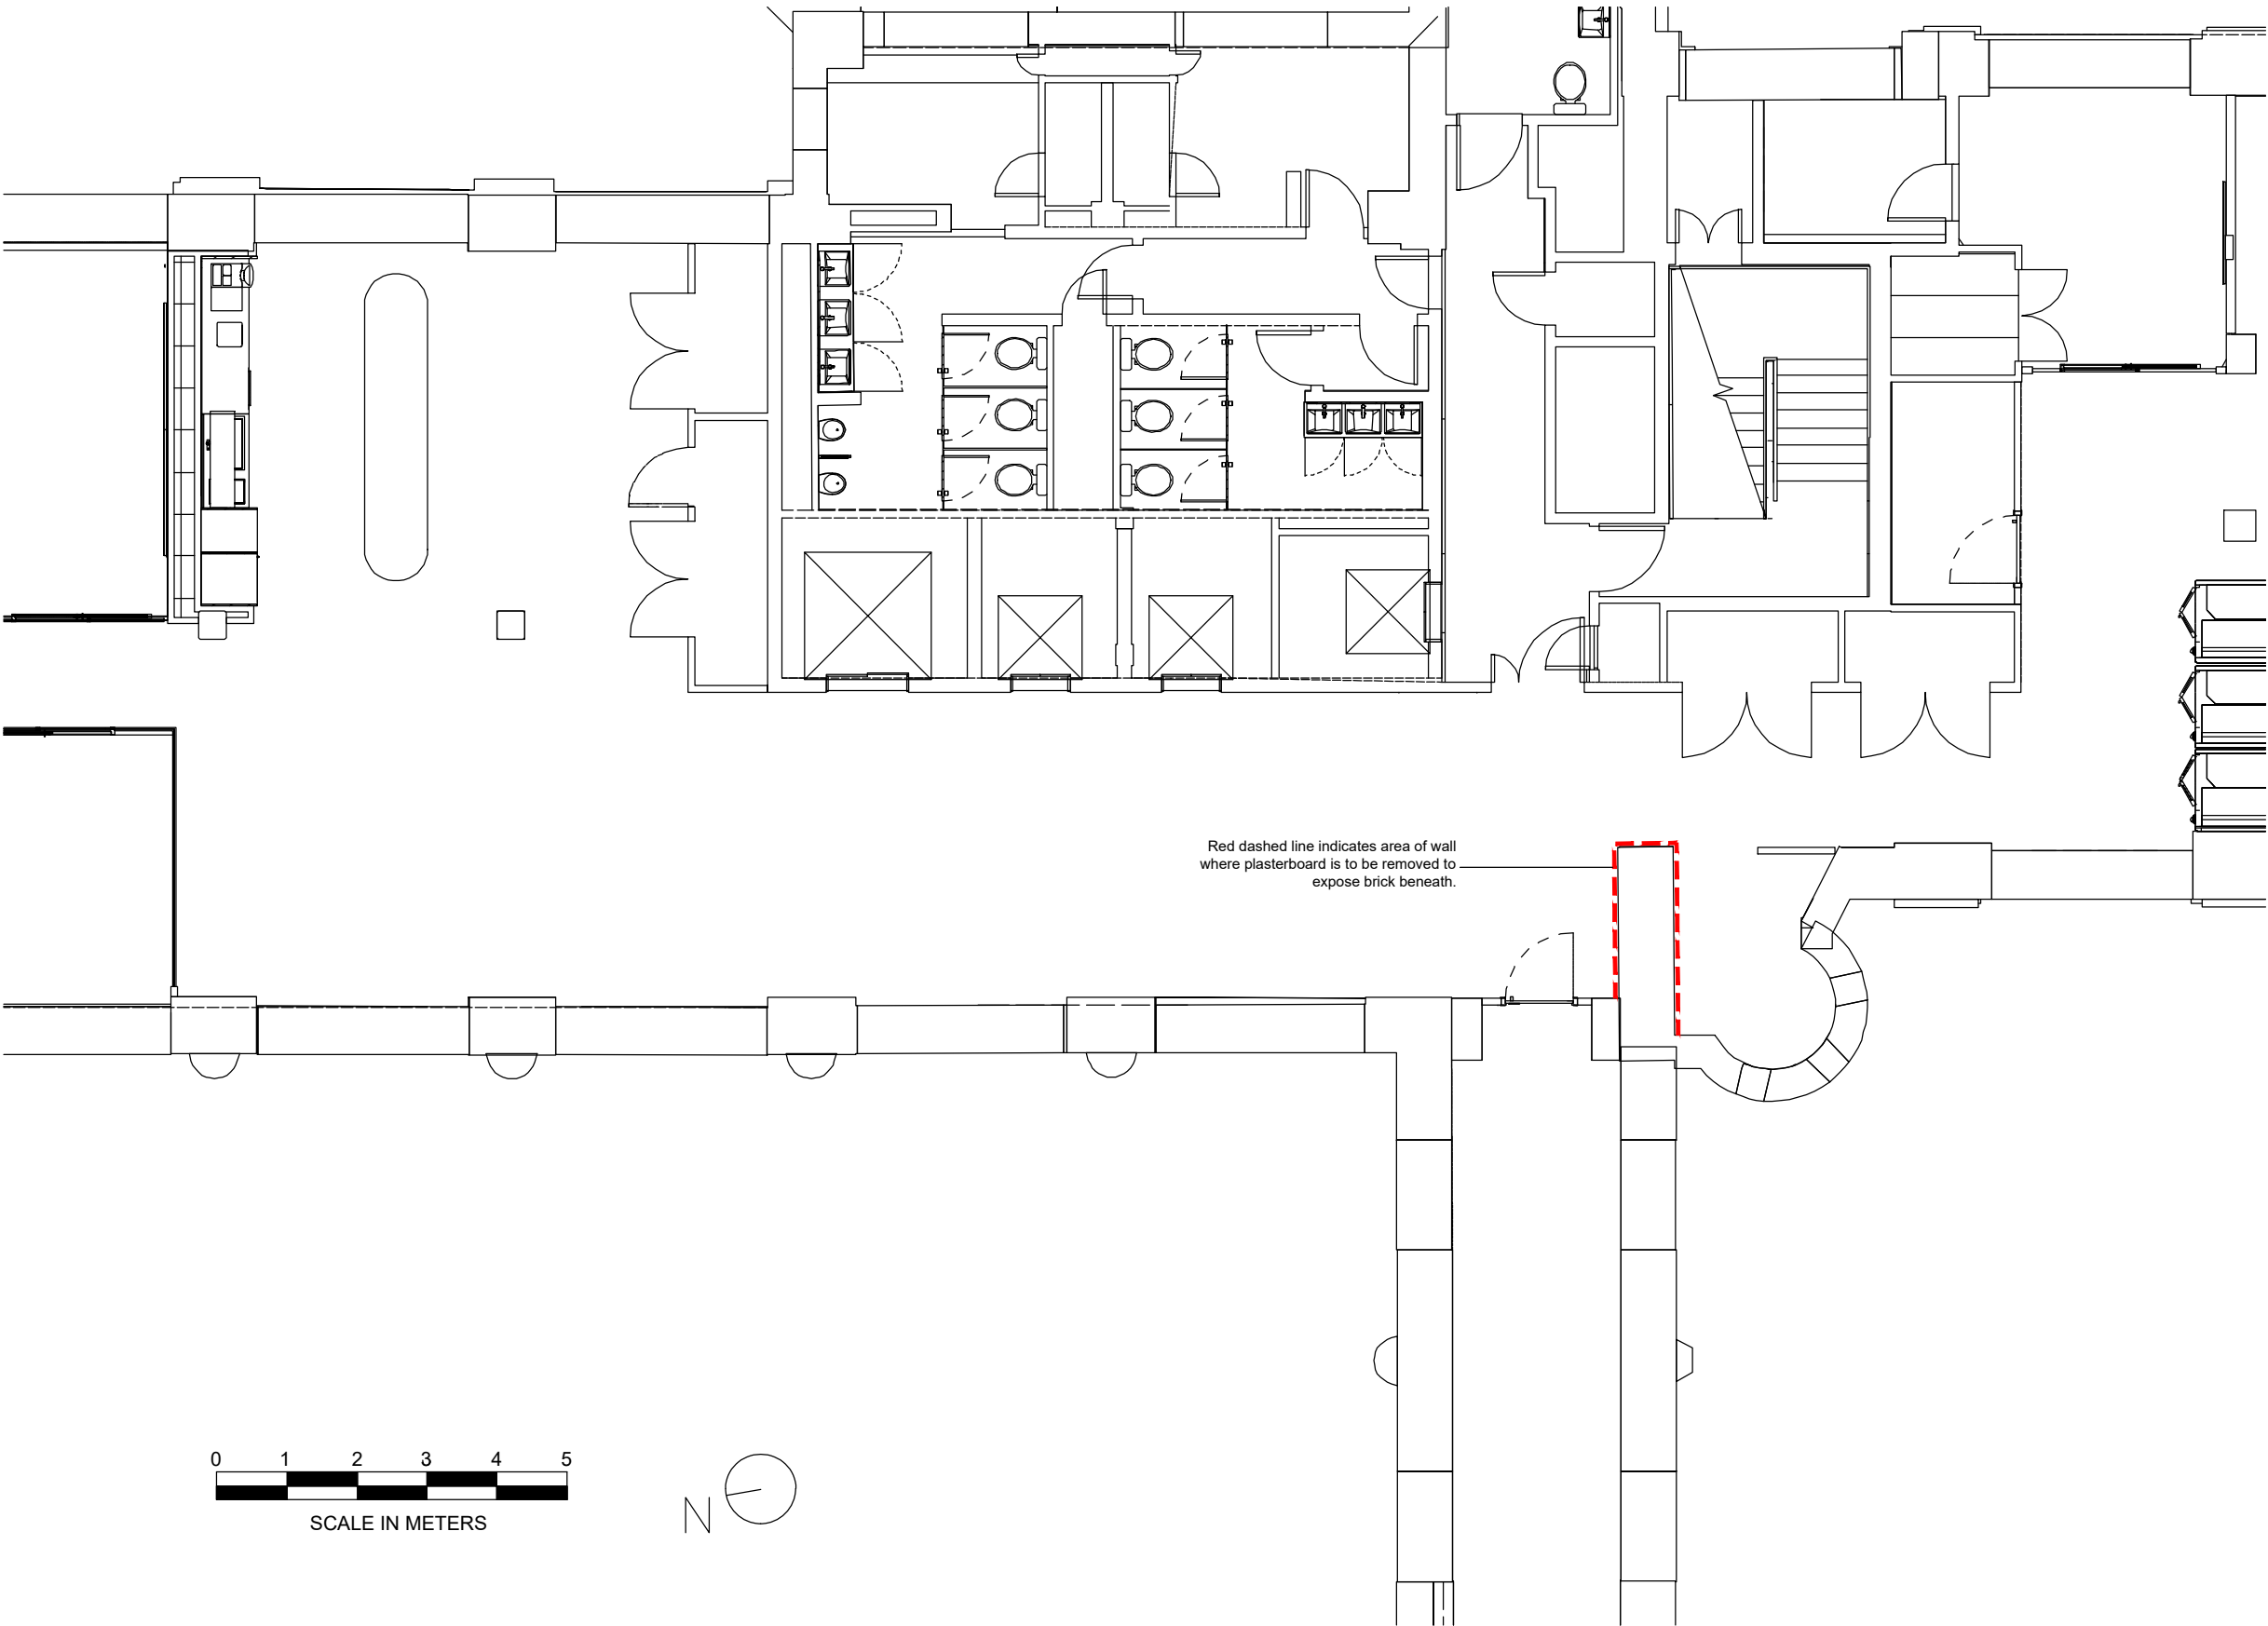 Red dashed line indicates area of wall
where plasterboard is to be removed to
expose brick beneath.
0 1 2 3 4 5
SCALE IN METERS
N